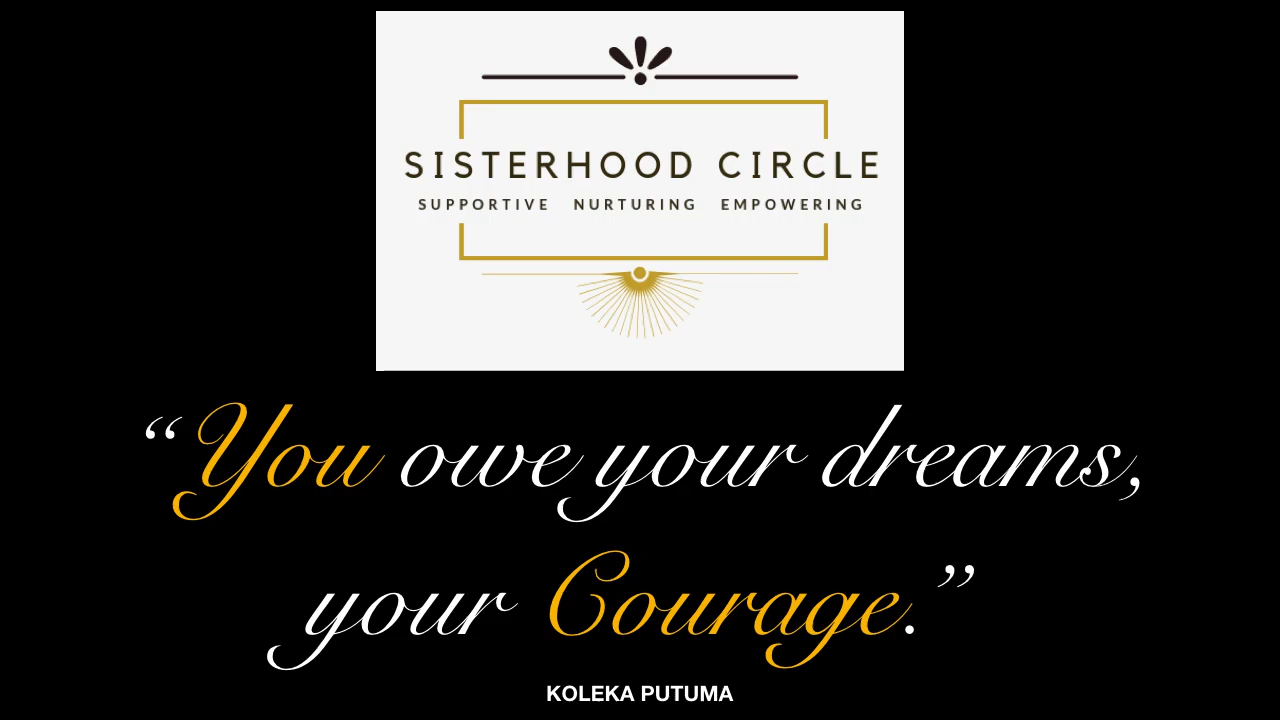 SISTERHOOD CIRCLE
SUPPORTIVE NURTURING EMPOWERING
“You owe your dreams,
your Courage.”
KOLEKA PUTUMA